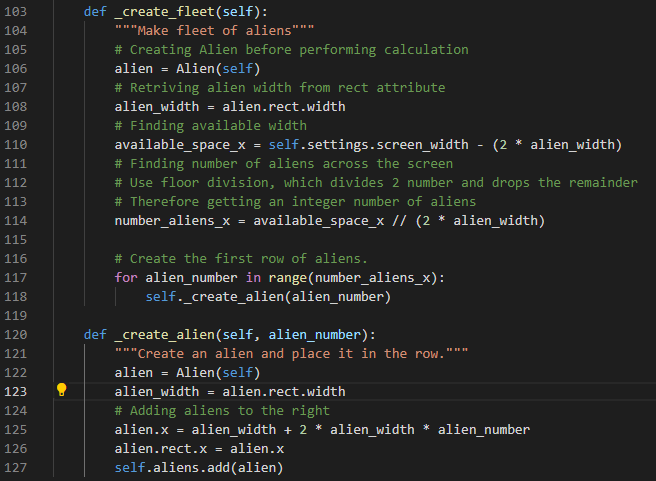 103 def _create_fleet(self):
104 """Make fleet of aliens"""
105 # Creating Alien before performing calculation
106 alien = Alien(self)
107 # Retriving alien width from rect attribute
108 alien_width = alien.rect.width
109 # Finding available width
110 available_space_x = self.settings.screen_width - (2 * alien_width)
111 # Finding number of aliens across the screen
112 # Use floor division, which divides 2 number and drops the remainder
113 # Therefore getting an integer number of aliens
114 number_aliens_x = available_space_x // (2 * alien_width)
115
116 # Create the first row of aliens.
117 for alien_number in range(number_aliens_x):
118 self._create_alien(alien_number)
119
120 def _create_alien(self, alien_number):
121 """Create an alien and place it in the row."""
122 alien = Alien(self)
123 alien_width = alien.rect.width
124 # Adding aliens to the right
125 alien.x = alien_width + 2 * alien_width * alien_number
126 alien.rect.x = alien.x
127 self.aliens.add(alien)